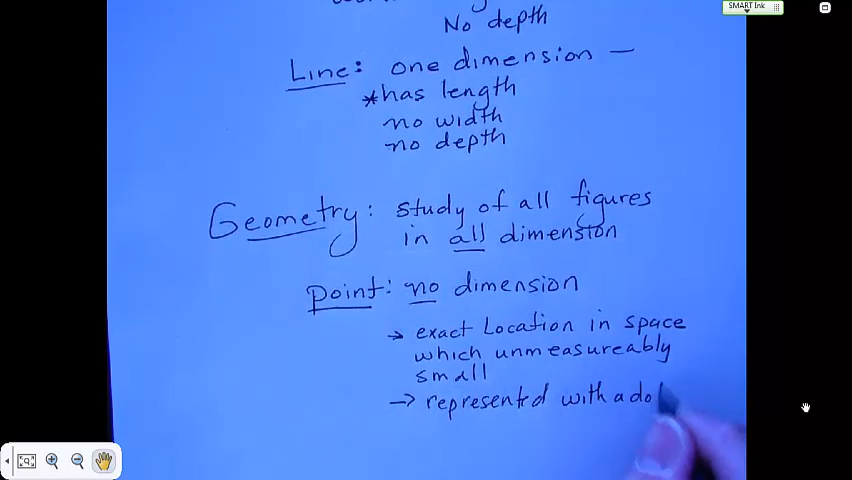 No depth
SMART Ink
Line: one dimension —
*has length
no width
no depth
Geometry: study of all figures
in all dimension
point: no dimension
→ exact Location in space
which unmeasureably
small
→ represented with a do